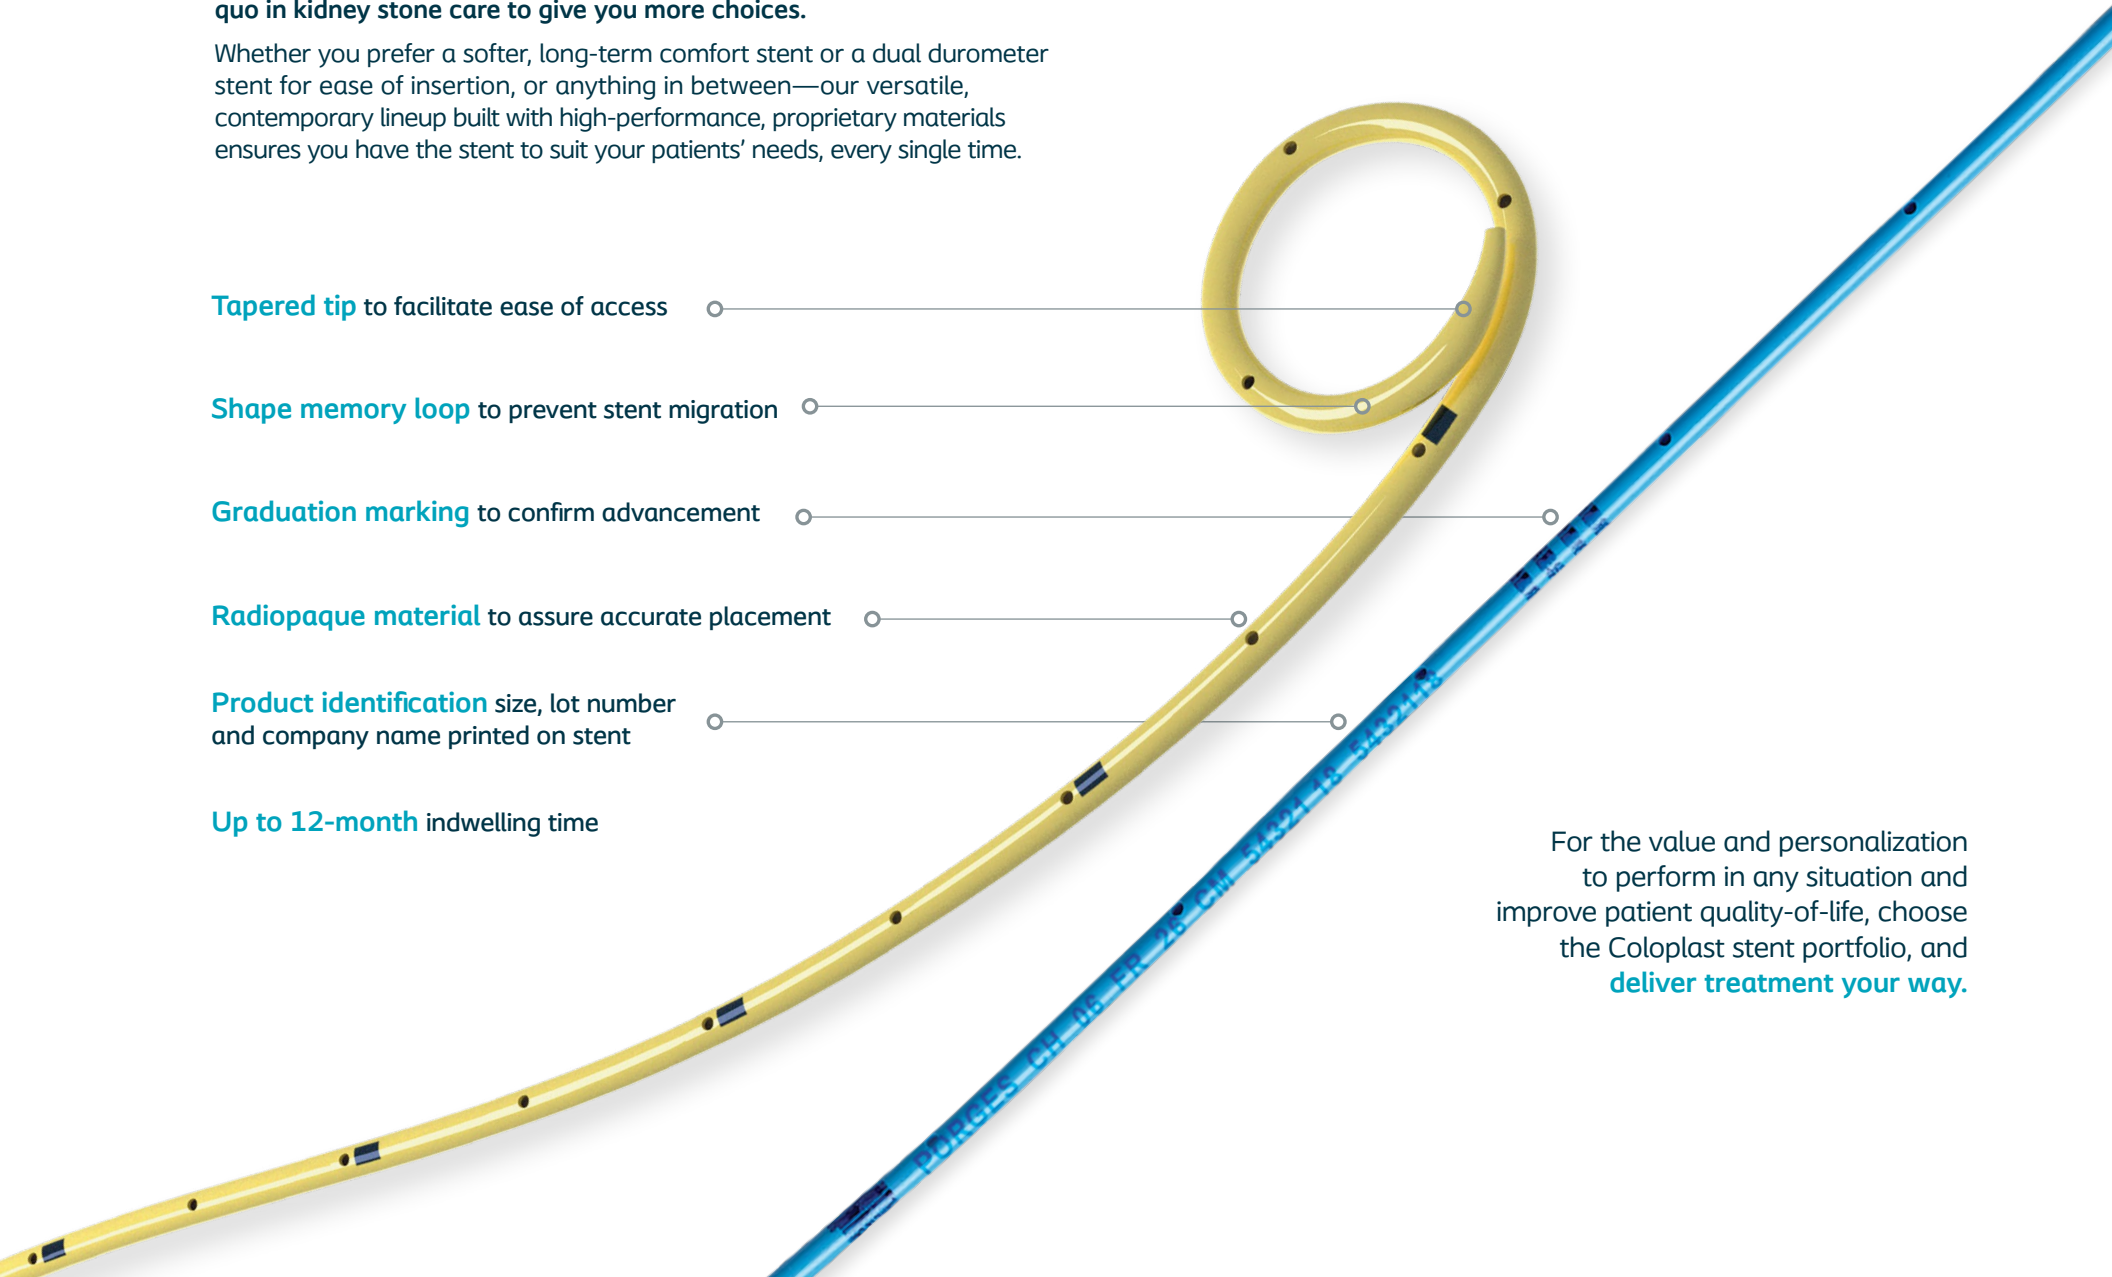 quo in kidney stone care to give you more choices.
Whether you prefer a softer, long-term comfort stent or a dual durometer
stent for ease of insertion, or anything in between—our versatile,
contemporary lineup built with high-performance, proprietary materials
ensures you have the stent to suit your patients’ needs, every single time.
Tapered tip to facilitate ease of access
Shape memory loop to prevent stent migration
Graduation marking to confirm advancement
Radiopaque material to assure accurate placement
Product identification size, lot number
and company name printed on stent
Up to 12-month indwelling time
PORGES CH 06 FR 26 CM 54321 18 5432118
For the value and personalization
to perform in any situation and
improve patient quality-of-life, choose
the Coloplast stent portfolio, and
deliver treatment your way.